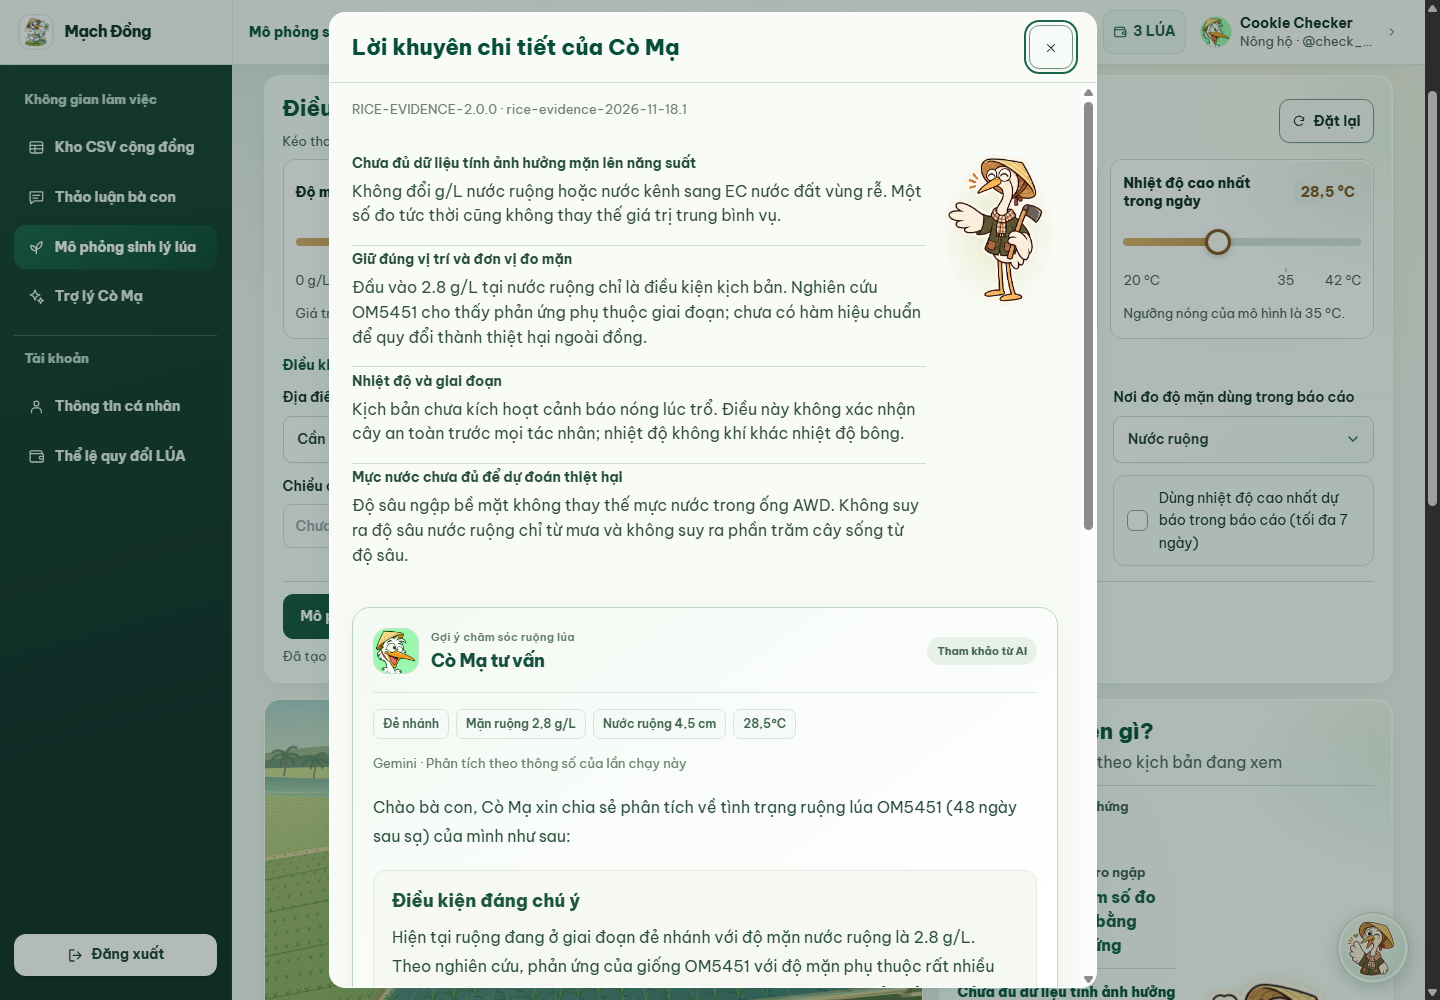 Mạch Đồng
Không gian làm việc
Kho CSV cộng đồng
Thảo luận bà con
Mô phỏng sinh lý lúa
Trợ lý Cò Mạ
Tài khoản
Thông tin cá nhân
Thể lệ quy đổi LÚA
Đăng xuất
Mô phỏng s
3 LÚA
Cookie Checker
Nông hộ · @check_...
Điều
Kéo tha
Đặt lại
Độ m
0 g/L
Giá tr
Nhiệt độ cao nhất
trong ngày
28,5 °C
20 °C
35
42 °C
Ngưỡng nóng của mô hình là 35 °C.
Điều ki
Địa điể
Cần
Chiều c
Chưa
Nơi đo độ mặn dùng trong báo cáo
Nước ruộng
Dùng nhiệt độ cao nhất dự
báo trong báo cáo (tối đa 7
ngày)
Mô p
Đã tạo
Lời khuyên chi tiết của Cò Mạ
RICE-EVIDENCE-2.0.0 · rice-evidence-2026-11-18.1
Chưa đủ dữ liệu tính ảnh hưởng mặn lên năng suất
Không đổi g/L nước ruộng hoặc nước kênh sang EC nước đất vùng rễ. Một
số đo tức thời cũng không thay thế giá trị trung bình vụ.
Giữ đúng vị trí và đơn vị đo mặn
Đầu vào 2.8 g/L tại nước ruộng chỉ là điều kiện kịch bản. Nghiên cứu
OM5451 cho thấy phản ứng phụ thuộc giai đoạn; chưa có hàm hiệu chuẩn
để quy đổi thành thiệt hại ngoài đồng.
Nhiệt độ và giai đoạn
Kịch bản chưa kích hoạt cảnh báo nóng lúc trổ. Điều này không xác nhận
cây an toàn trước mọi tác nhân; nhiệt độ không khí khác nhiệt độ bông.
Mực nước chưa đủ để dự đoán thiệt hại
Độ sâu ngập bề mặt không thay thế mực nước trong ống AWD. Không suy
ra độ sâu nước ruộng chỉ từ mưa và không suy ra phần trăm cây sống từ
độ sâu.
Gợi ý chăm sóc ruộng lúa
Cò Mạ tư vấn
Tham khảo từ AI
Đẻ nhánh
Mặn ruộng 2,8 g/L
Nước ruộng 4,5 cm
28,5°C
Gemini · Phân tích theo thông số của lần chạy này
Chào bà con, Cò Mạ xin chia sẻ phân tích về tình trạng ruộng lúa OM5451 (48 ngày
sau sạ) của mình như sau:
Điều kiện đáng chú ý
Hiện tại ruộng đang ở giai đoạn đẻ nhánh với độ mặn nước ruộng là 2.8 g/L.
Theo nghiên cứu, phản ứng của giống OM5451 với độ mặn phụ thuộc rất nhiều
ện gì?
theo kịch bản đang xem
hứng
ro ngập
m số đo
bằng
ứng
Chưa đủ dữ liệu tính ảnh hưởng